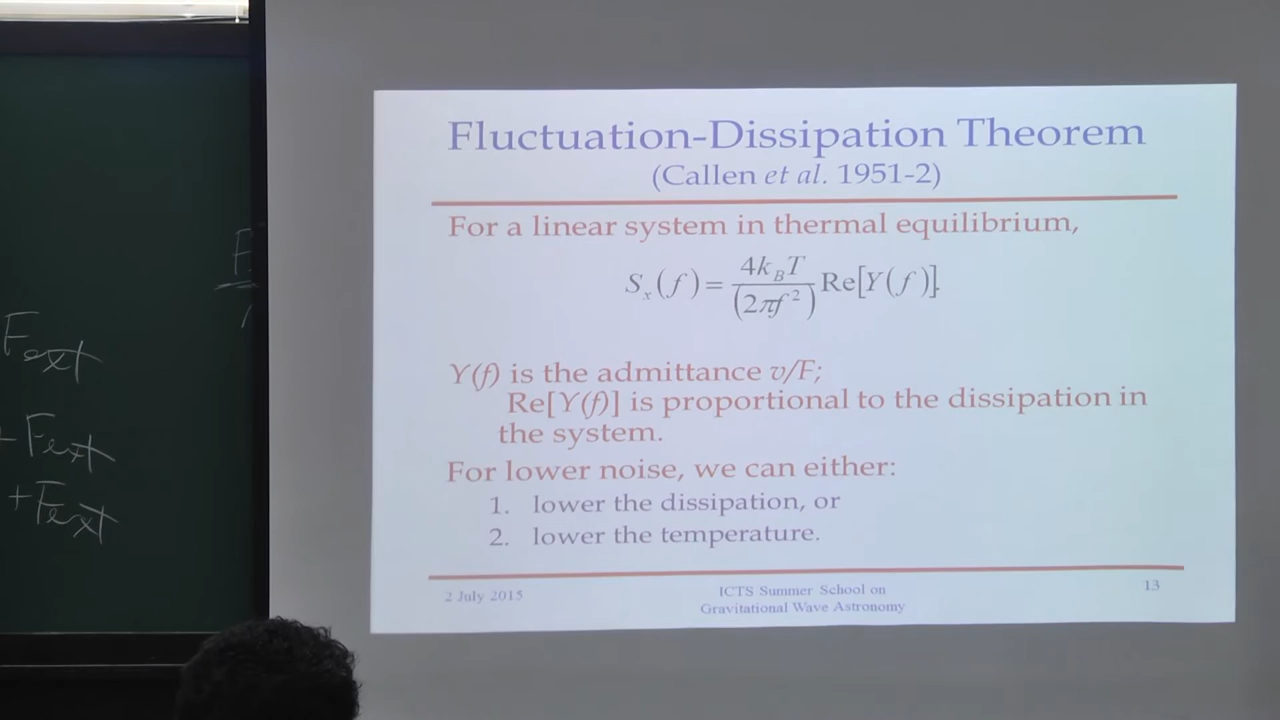 Fluctuation-Dissipation Theorem
(Callen et al. 1951-2)
For a linear system in thermal equilibrium,
Sₓ(f) = 4k_BT / (2πf²) Re[Y(f)].
Y(f) is the admittance v/F;
Re[Y(f)] is proportional to the dissipation in
the system.
For lower noise, we can either:
1. lower the dissipation, or
2. lower the temperature.
2 July 2015
ICTS Summer School on
Gravitational Wave Astronomy
13
Fext
+Fext
+Fext